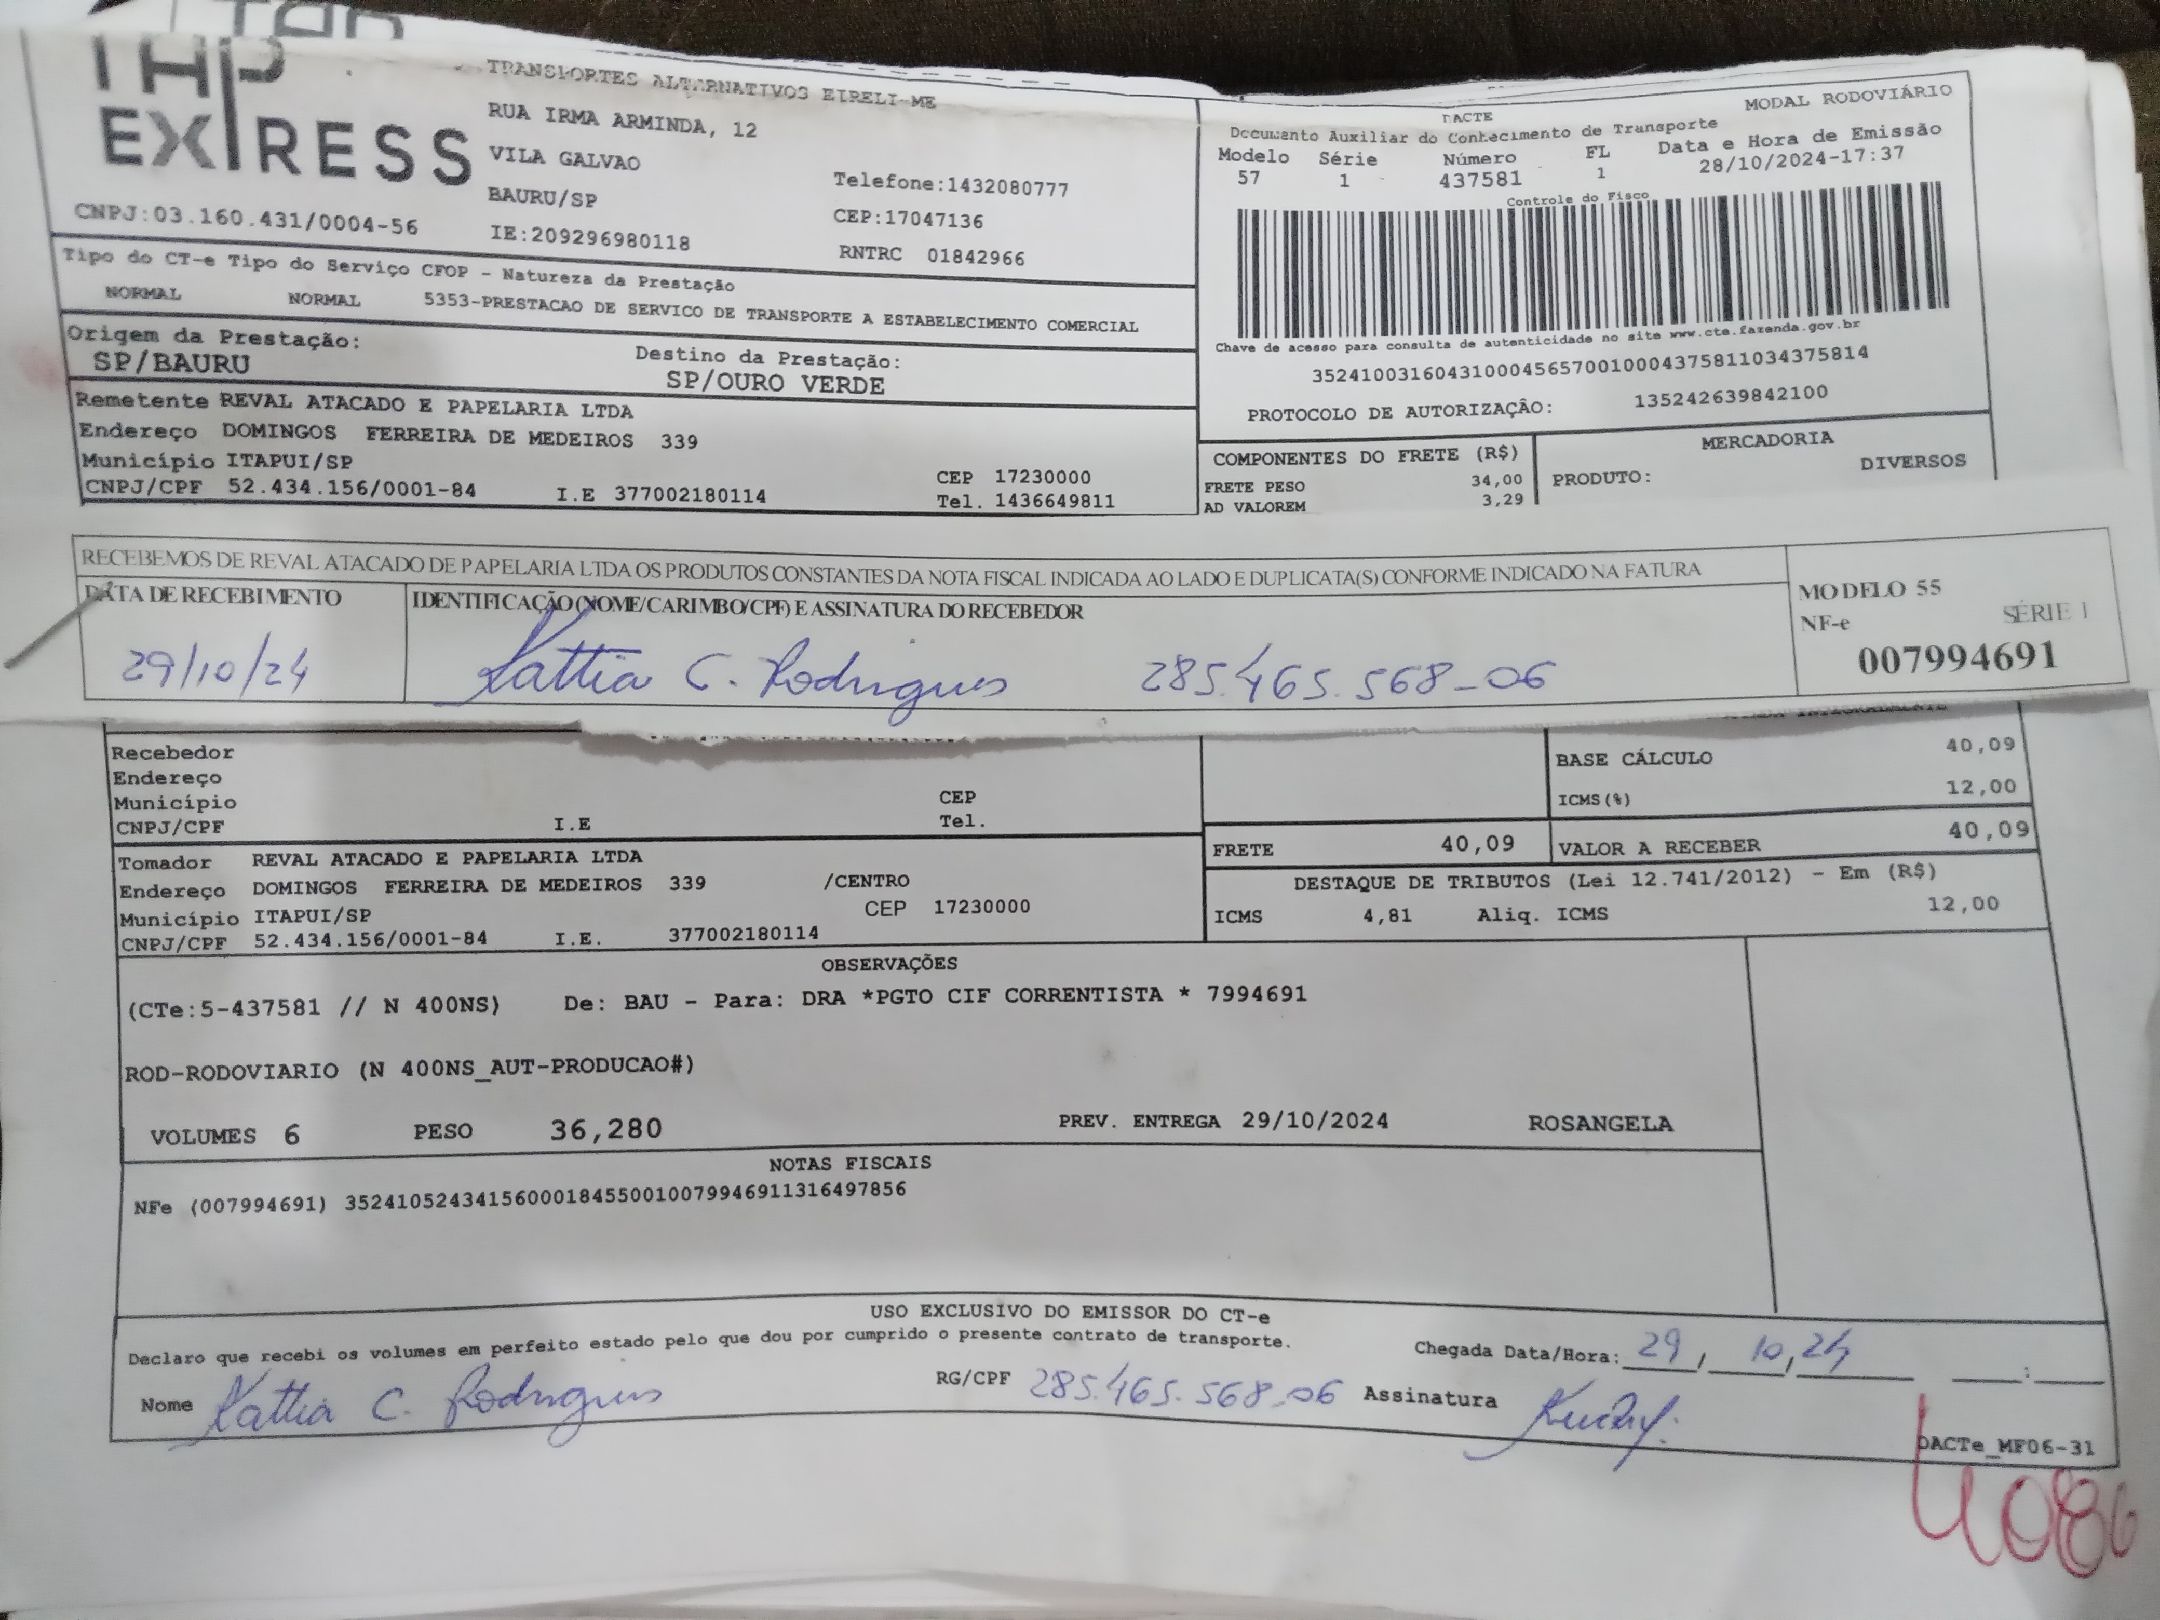 THP
EXPRESS
TRANSPORTES ALTERNATIVOS EIRELI-ME
RUA IRMA ARMINDA, 12
VILA GALVAO
BAURU/SP
Telefone:1432080777
CEP:17047136
CNPJ:03.160.431/0004-56
IE:209296980118
RNTRC 01842966
Tipo do CT-e Tipo do Serviço CFOP - Natureza da Prestação
NORMAL NORMAL 5353-PRESTACAO DE SERVICO DE TRANSPORTE A ESTABELECIMENTO COMERCIAL
Origem da Prestação:
SP/BAURU
Destino da Prestação:
SP/OURO VERDE
Remetente REVAL ATACADO E PAPELARIA LTDA
Endereço DOMINGOS FERREIRA DE MEDEIROS 339
Município ITAPUI/SP CEP 17230000
CNPJ/CPF 52.434.156/0001-84 I.E 377002180114 Tel. 1436649811
DACTE MODAL RODOVIÁRIO
Documento Auxiliar do Conhecimento de Transporte
Modelo Série Número FL Data e Hora de Emissão
57 1 437581 1 28/10/2024-17:37
Controle do Fisco
Chave de acesso para consulta de autenticidade no site www.cte.fazenda.gov.br
35241003160431000456570010004375811034375814
PROTOCOLO DE AUTORIZAÇÃO: 135242639842100
COMPONENTES DO FRETE (R$)
FRETE PESO 34,00
AD VALOREM 3,29
MERCADORIA
PRODUTO: DIVERSOS
RECEBEMOS DE REVAL ATACADO DE PAPELARIA LTDA OS PRODUTOS CONSTANTES DA NOTA FISCAL INDICADA AO LADO E DUPLICATA(S) CONFORME INDICADO NA FATURA
DATA DE RECEBIMENTO
29/10/24
IDENTIFICAÇÃO (NOME/CARIMBO/CPF) E ASSINATURA DO RECEBEDOR
Kattia C. Rodrigues 285.465.568-06
MODELO 55
NF-e SÉRIE 1
007994691
Recebedor
Endereço
Município CEP
CNPJ/CPF I.E Tel.
BASE CÁLCULO 40,09
ICMS(%) 12,00
FRETE 40,09 VALOR A RECEBER 40,09
Tomador REVAL ATACADO E PAPELARIA LTDA
Endereço DOMINGOS FERREIRA DE MEDEIROS 339 /CENTRO
Município ITAPUI/SP CEP 17230000
CNPJ/CPF 52.434.156/0001-84 I.E. 377002180114
DESTAQUE DE TRIBUTOS (Lei 12.741/2012) - Em (R$)
ICMS 4,81 Aliq. ICMS 12,00
OBSERVAÇÕES
(CTe:5-437581 // N 400NS) De: BAU - Para: DRA *PGTO CIF CORRENTISTA * 7994691
ROD-RODOVIARIO (N 400NS_AUT-PRODUCAO#)
VOLUMES 6 PESO 36,280 PREV. ENTREGA 29/10/2024 ROSANGELA
NOTAS FISCAIS
NFe (007994691) 35241052434156000184550010079946911316497856
USO EXCLUSIVO DO EMISSOR DO CT-e
Declaro que recebi os volumes em perfeito estado pelo que dou por cumprido o presente contrato de transporte.
Chegada Data/Hora: 29, 10, 24 :
Nome Kattia C. Rodrigues RG/CPF 285.465.568-06 Assinatura
DACTe_MF06-31
4086